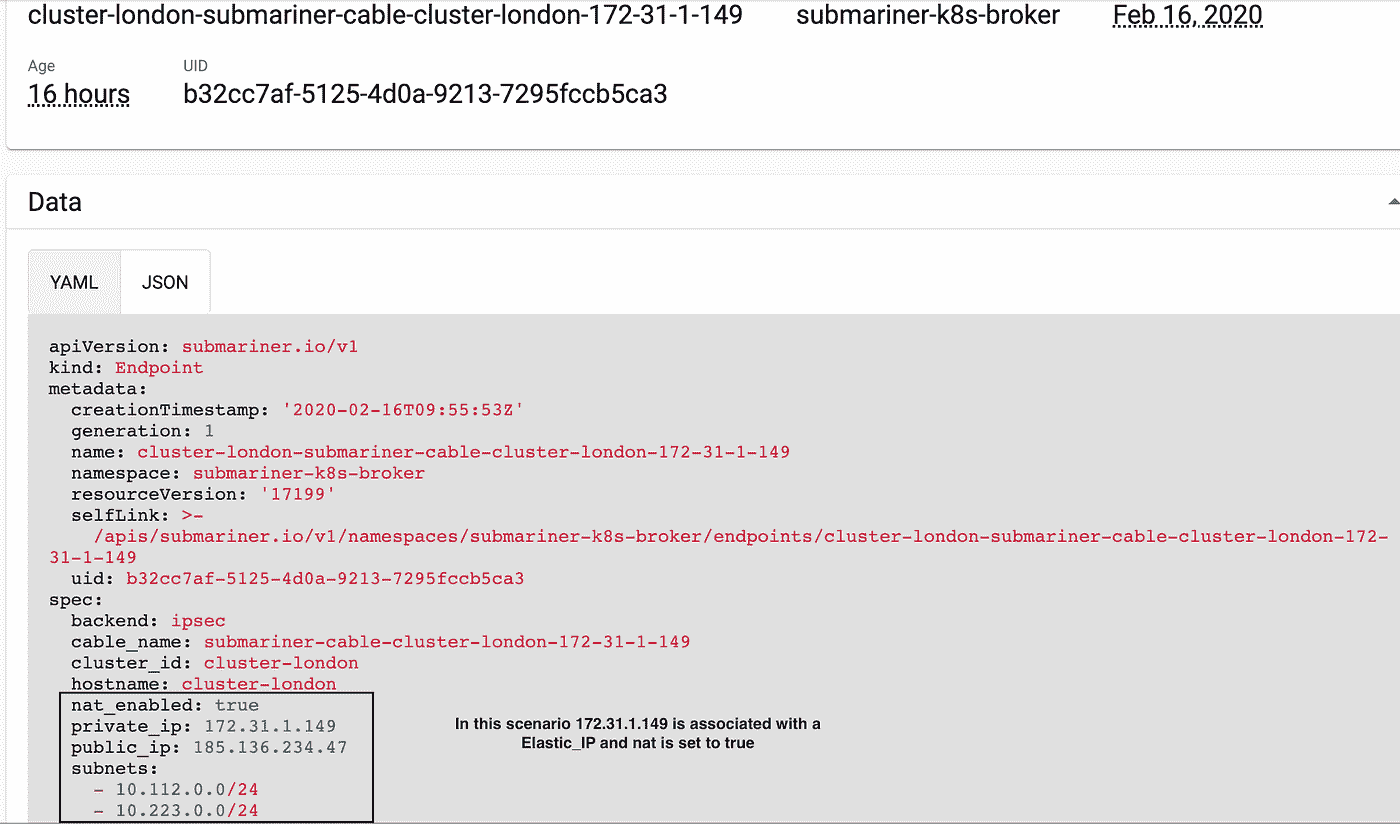 cluster-london-submariner-cable-cluster-london-172-31-1-149 submariner-k8s-broker Feb 16, 2020
Age UID
16 hours b32cc7af-5125-4d0a-9213-7295fccb5ca3
Data
YAML JSON
apiVersion: submariner.io/v1
kind: Endpoint
metadata:
  creationTimestamp: '2020-02-16T09:55:53Z'
  generation: 1
  name: cluster-london-submariner-cable-cluster-london-172-31-1-149
  namespace: submariner-k8s-broker
  resourceVersion: '17199'
  selfLink: >-
    /apis/submariner.io/v1/namespaces/submariner-k8s-broker/endpoints/cluster-london-submariner-cable-cluster-london-172-
31-1-149
  uid: b32cc7af-5125-4d0a-9213-7295fccb5ca3
spec:
  backend: ipsec
  cable_name: submariner-cable-cluster-london-172-31-1-149
  cluster_id: cluster-london
  hostname: cluster-london
  nat_enabled: true
  private_ip: 172.31.1.149
  public_ip: 185.136.234.47
  subnets:
    - 10.112.0.0/24
    - 10.223.0.0/24
In this scenario 172.31.1.149 is associated with a
Elastic_IP and nat is set to true